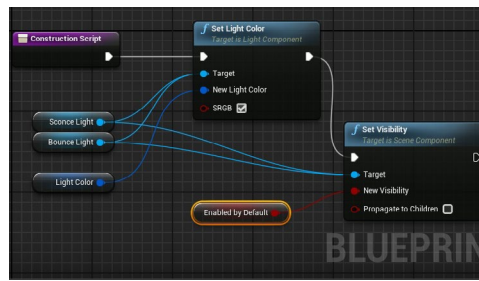 Construction Script
Set Light Color
Target is Light Component
Target
New Light Color
SRGB
Sconce Light
Bounce Light
Light Color
Set Visibility
Target is Scene Component
Target
New Visibility
Propagate to Children
Enabled by Default
BLUEPRIN